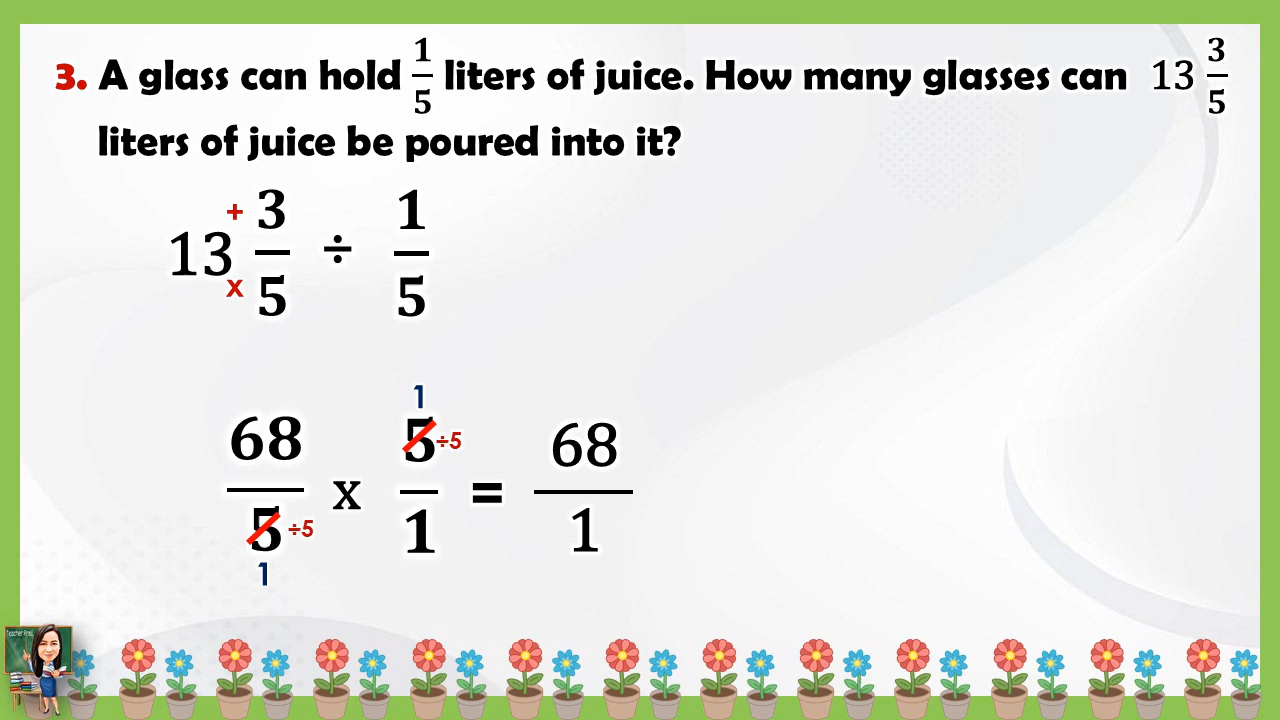 3. A glass can hold 1/5 liters of juice. How many glasses can 13 3/5
liters of juice be poured into it?
13 + x 3/5 ÷ 1/5
1
68/5 ÷5 x 5/1 ÷5 = 68/1
1